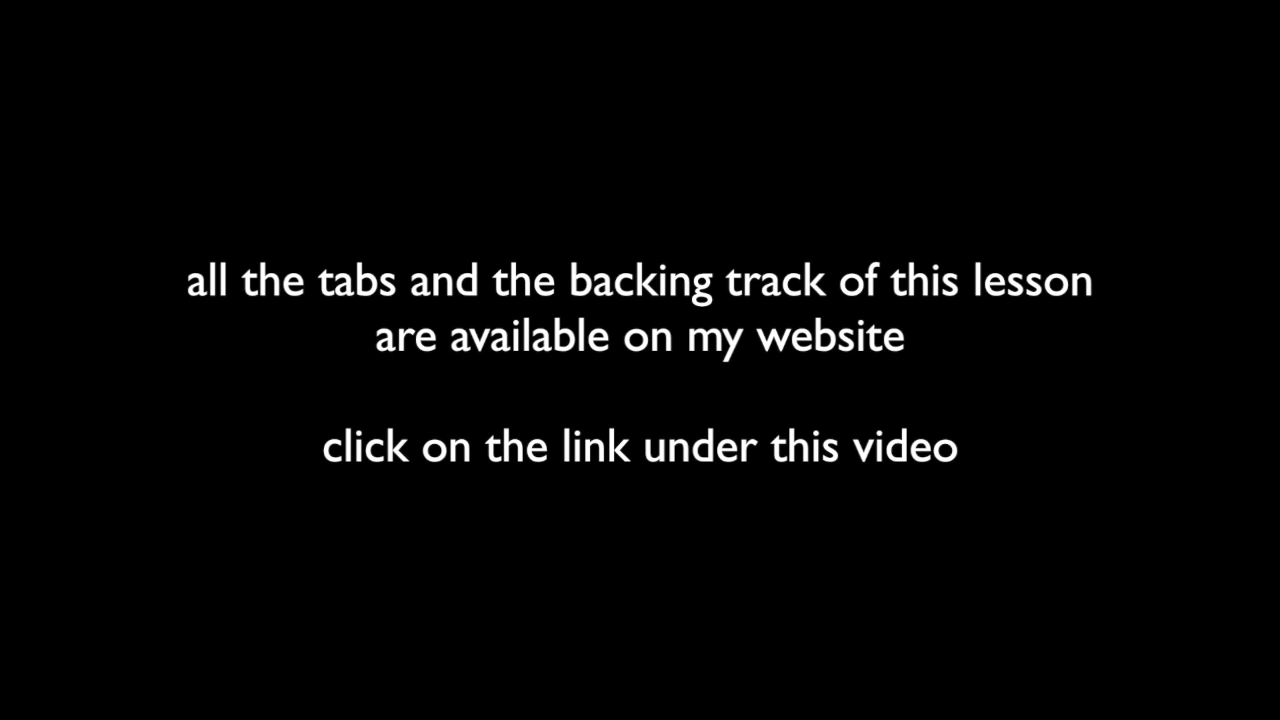 all the tabs and the backing track of this lesson
are available on my website
click on the link under this video